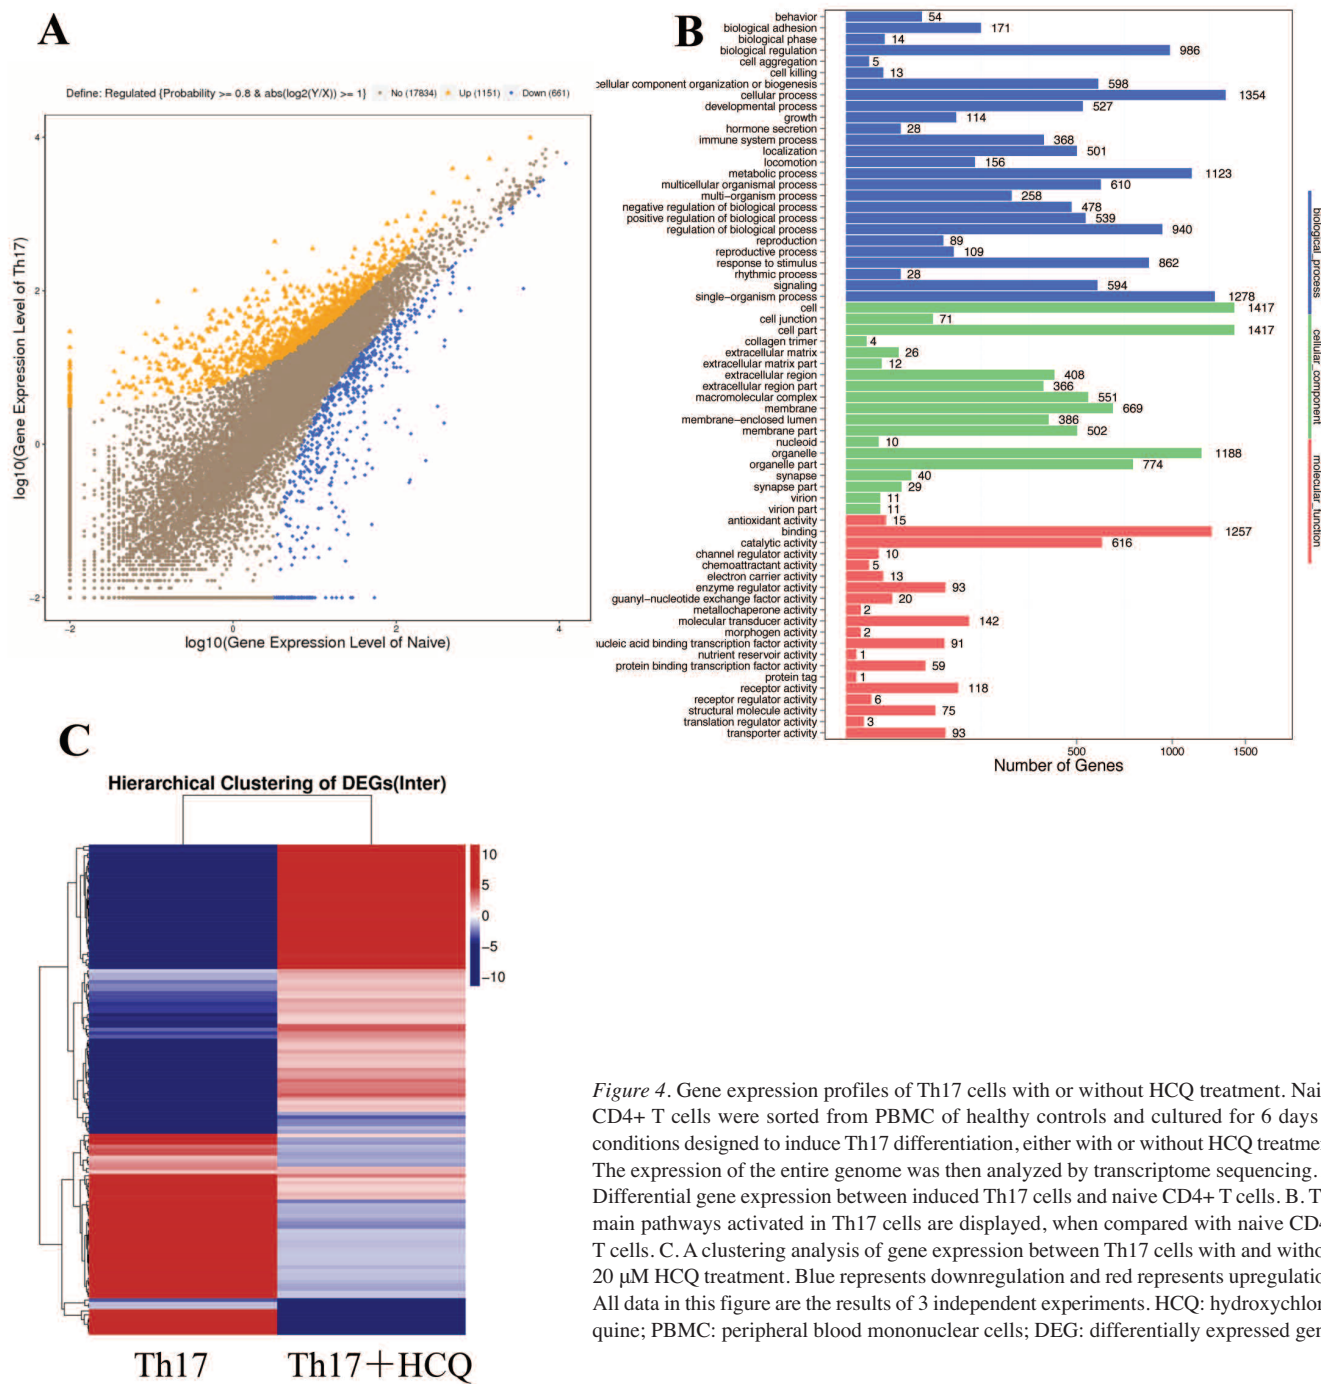 A
Define: Regulated {Probability >= 0.8 & abs(log2(Y/X)) >= 1} No (17834) Up (1151) Down (661)
4
2
0
−2
log10(Gene Expression Level of Th17)
−2 0 2 4
log10(Gene Expression Level of Naive)
B
behavior 54
biological adhesion 171
biological phase 14
biological regulation 986
cell aggregation 5
cell killing 13
cellular component organization or biogenesis 598
cellular process 1354
developmental process 527
growth 114
hormone secretion 28
immune system process 368
localization 501
locomotion 156
metabolic process 1123
multicellular organismal process 610
multi−organism process 258
negative regulation of biological process 478
positive regulation of biological process 539
regulation of biological process 940
reproduction 89
reproductive process 109
response to stimulus 862
rhythmic process 28
signaling 594
single−organism process 1278
cell 1417
cell junction 71
cell part 1417
collagen trimer 4
extracellular matrix 26
extracellular matrix part 12
extracellular region 408
extracellular region part 366
macromolecular complex 551
membrane 669
membrane−enclosed lumen 386
membrane part 502
nucleoid 10
organelle 1188
organelle part 774
synapse 40
synapse part 29
virion 11
virion part 11
antioxidant activity 15
binding 1257
catalytic activity 616
channel regulator activity 10
chemoattractant activity 5
electron carrier activity 13
enzyme regulator activity 93
guanyl−nucleotide exchange factor activity 20
metallochaperone activity 2
molecular transducer activity 142
morphogen activity 2
nucleic acid binding transcription factor activity 91
nutrient reservoir activity 1
protein binding transcription factor activity 59
protein tag 1
receptor activity 118
receptor regulator activity 6
structural molecule activity 75
translation regulator activity 3
transporter activity 93
500 1000 1500
Number of Genes
biological_process
cellular_component
molecular_function
C
Hierarchical Clustering of DEGs(Inter)
10
5
0
−5
−10
Th17 Th17+HCQ
Figure 4. Gene expression profiles of Th17 cells with or without HCQ treatment. Nai
CD4+ T cells were sorted from PBMC of healthy controls and cultured for 6 days
conditions designed to induce Th17 differentiation, either with or without HCQ treatmen
The expression of the entire genome was then analyzed by transcriptome sequencing.
Differential gene expression between induced Th17 cells and naive CD4+ T cells. B. T
main pathways activated in Th17 cells are displayed, when compared with naive CD4
T cells. C. A clustering analysis of gene expression between Th17 cells with and witho
20 µM HCQ treatment. Blue represents downregulation and red represents upregulatio
All data in this figure are the results of 3 independent experiments. HCQ: hydroxychlor
quine; PBMC: peripheral blood mononuclear cells; DEG: differentially expressed gen